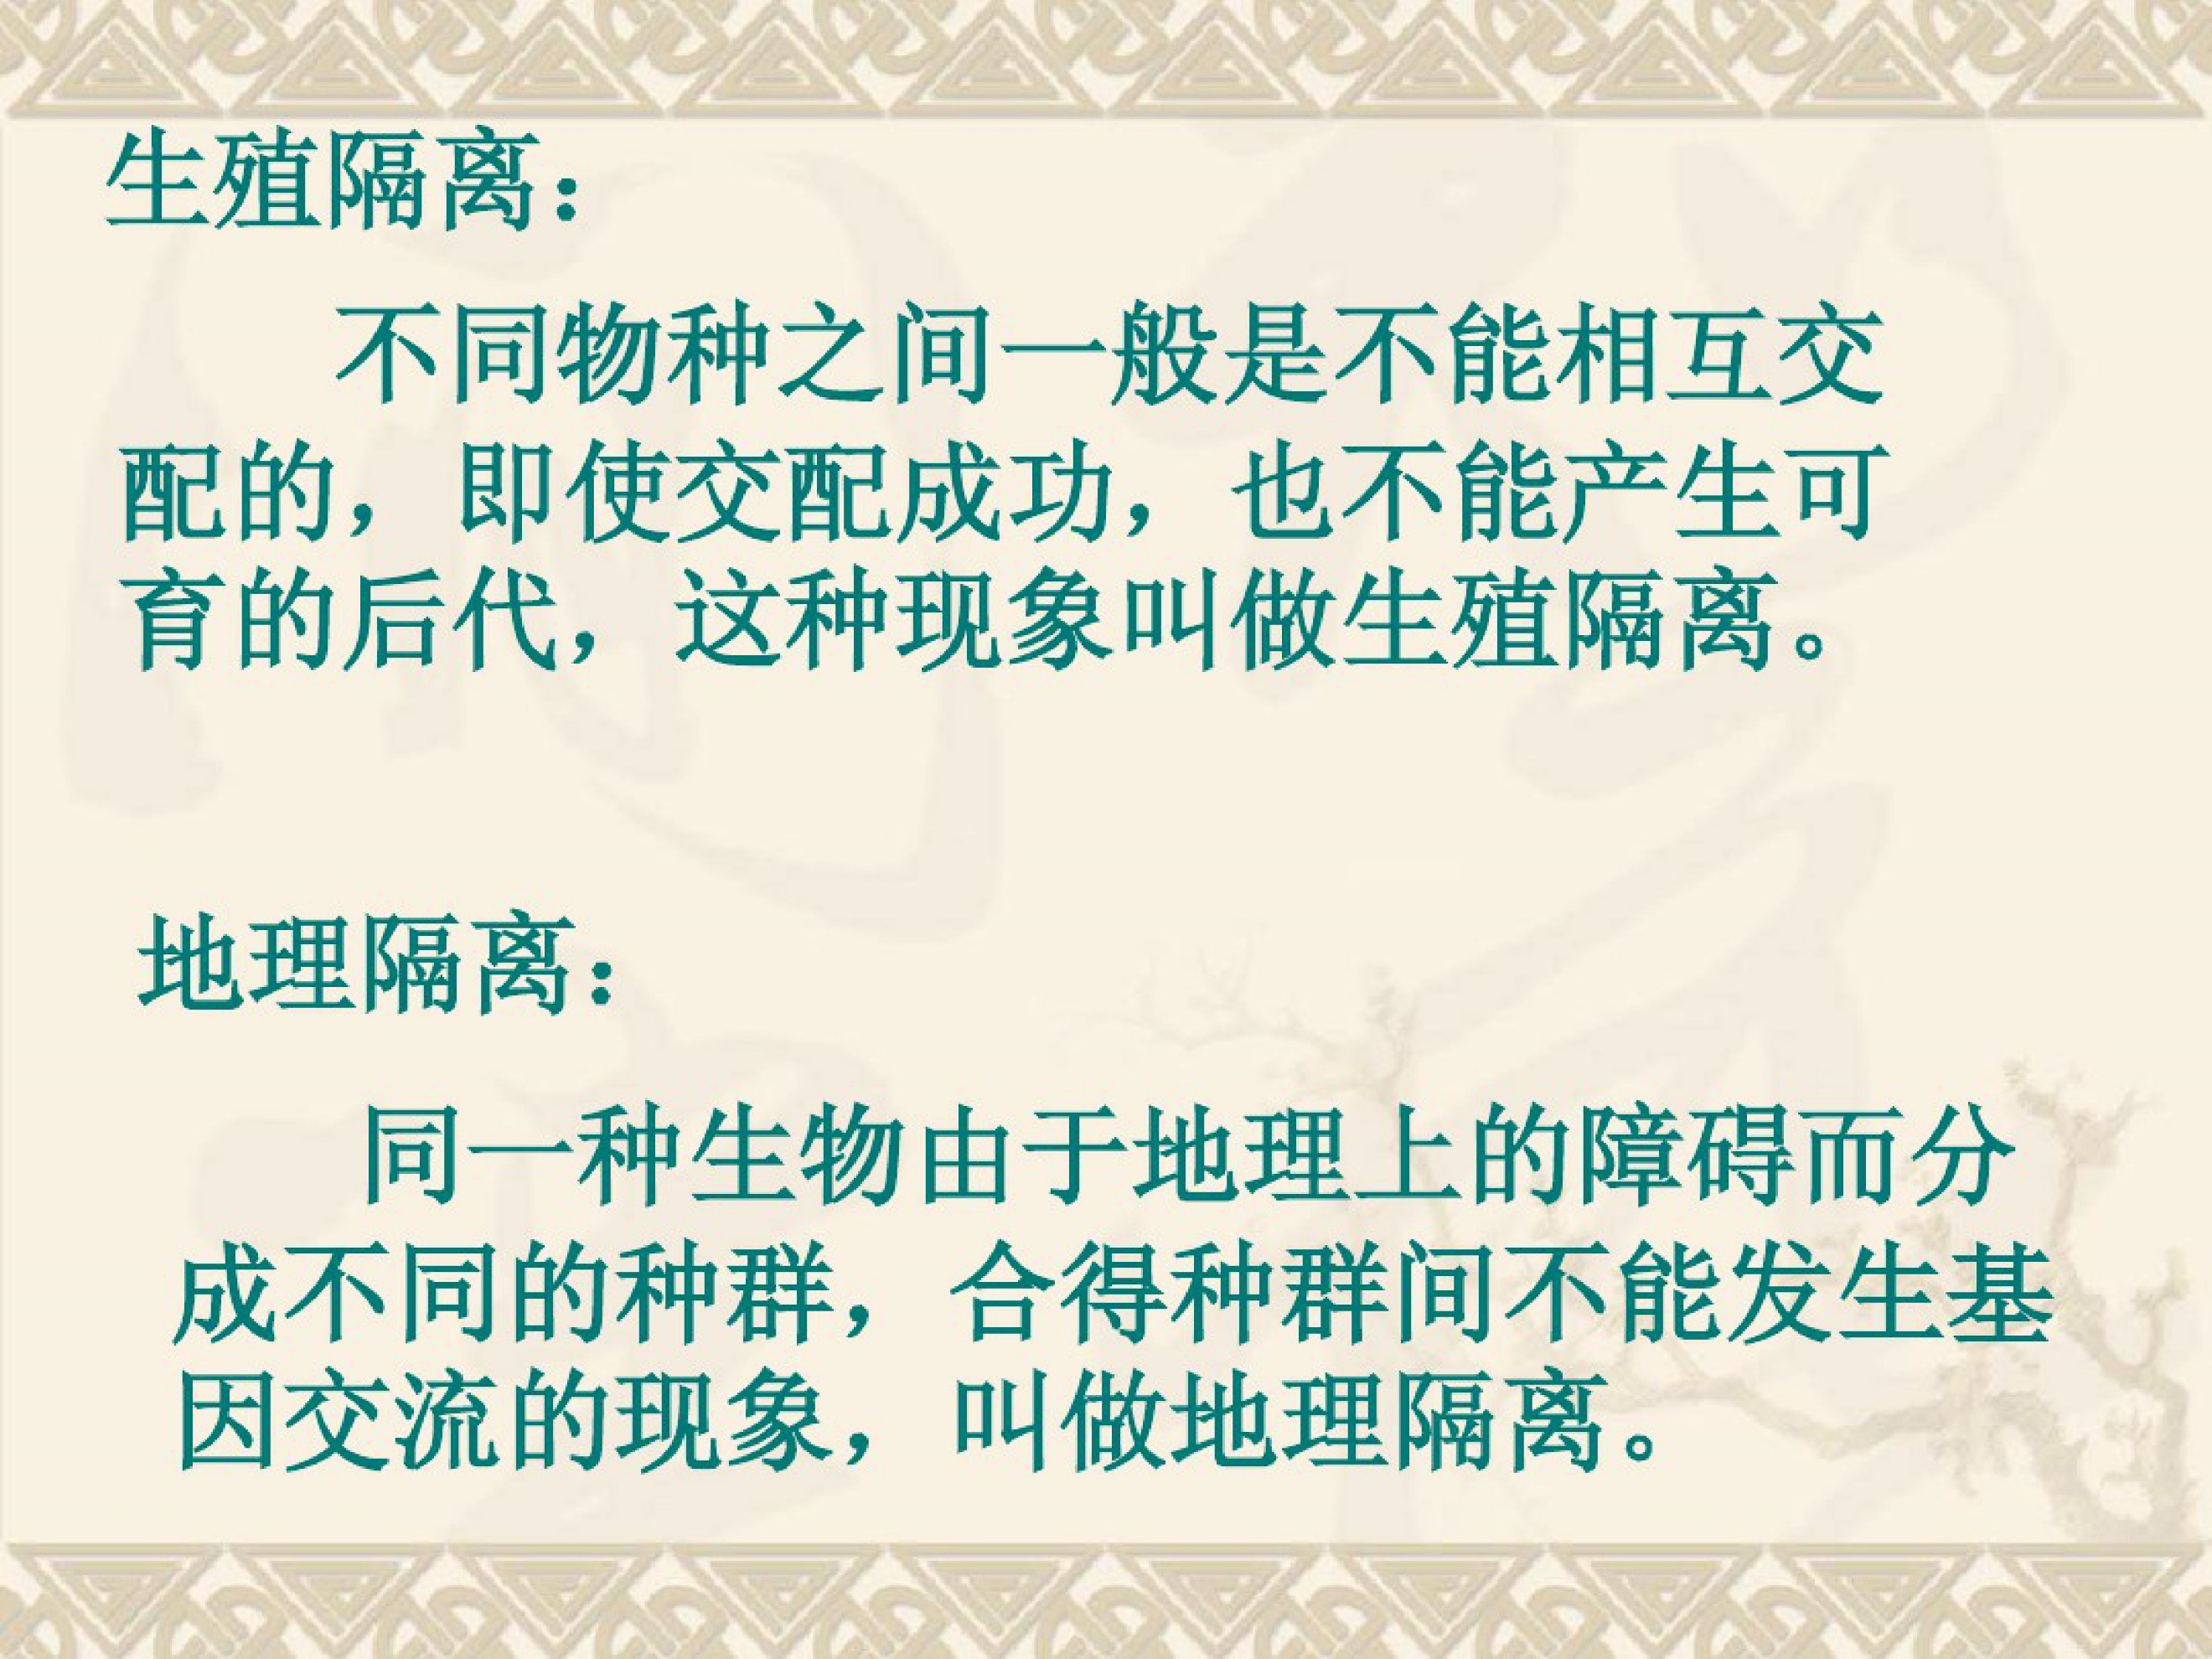 生殖隔离：
不同物种之间一般是不能相互交
配的，即使交配成功，也不能产生可
育的后代，这种现象叫做生殖隔离。
地理隔离：
同一种生物由于地理上的障碍而分
成不同的种群，合得种群间不能发生基
因交流的现象，叫做地理隔离。